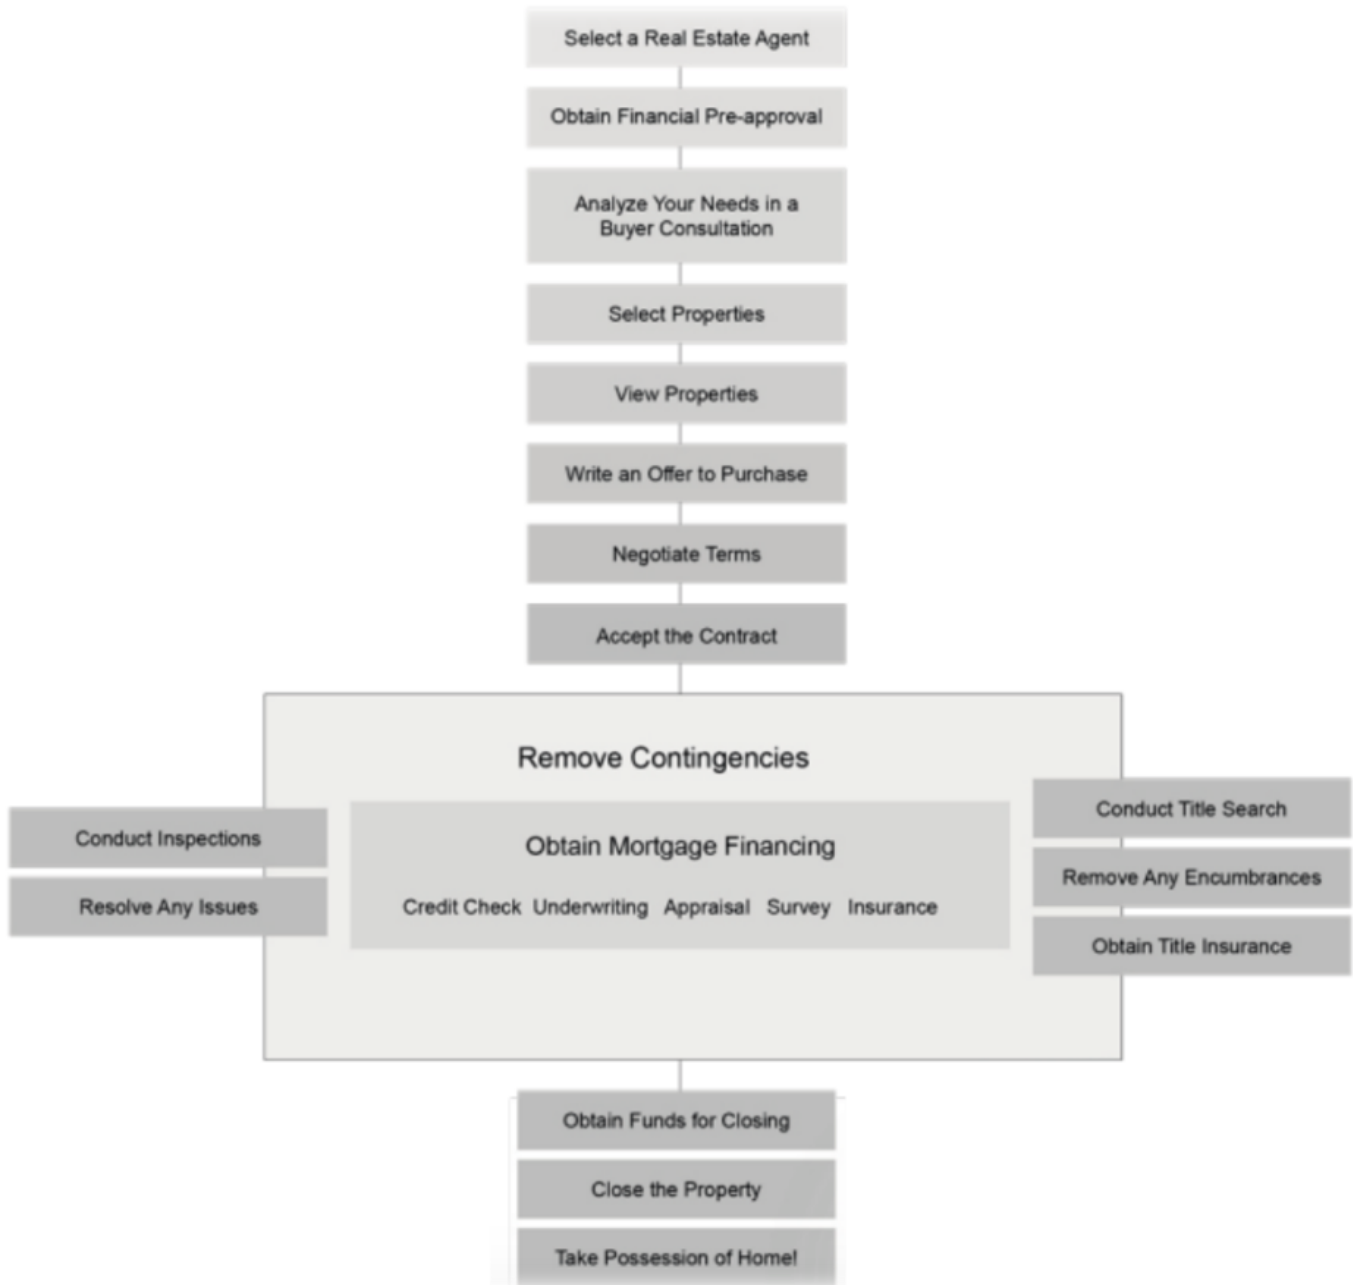 Select a Real Estate Agent
Obtain Financial Pre-approval
Analyze Your Needs in a
Buyer Consultation
Select Properties
View Properties
Write an Offer to Purchase
Negotiate Terms
Accept the Contract
Remove Contingencies
Conduct Inspections
Resolve Any Issues
Obtain Mortgage Financing
Credit Check Underwriting Appraisal Survey Insurance
Conduct Title Search
Remove Any Encumbrances
Obtain Title Insurance
Obtain Funds for Closing
Close the Property
Take Possession of Home!